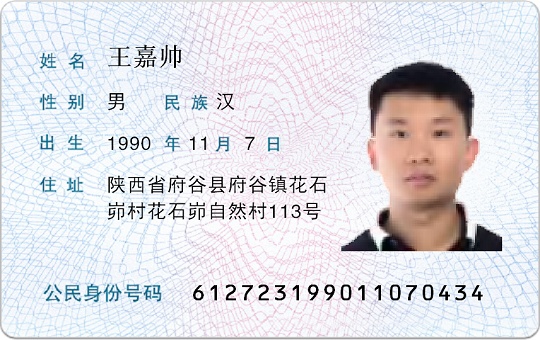 姓名 王嘉帅
性别 男 民族 汉
出生 1990 年 11 月 7 日
住址 陕西省府谷县府谷镇花石
峁村花石峁自然村113号
公民身份号码 612723199011070434